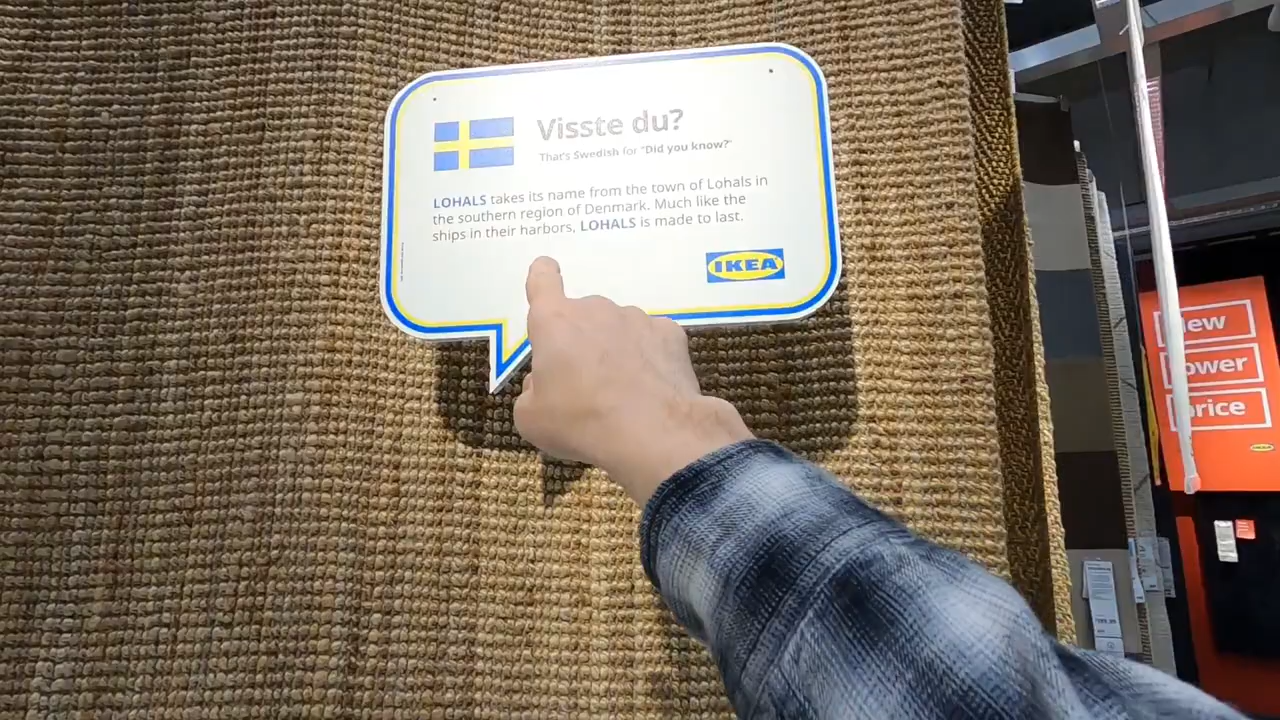 Visste du?
That's Swedish for "Did you know?"
LOHALS takes its name from the town of Lohals in
the southern region of Denmark. Much like the
ships in their harbors, LOHALS is made to last.
IKEA
New
lower
price
IKEA